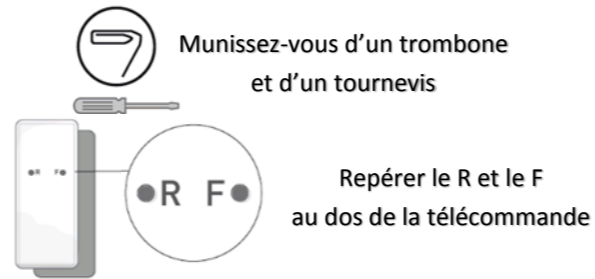 Munissez-vous d’un trombone
et d’un tournevis
R F
R F
Repérer le R et le F
au dos de la télécommande